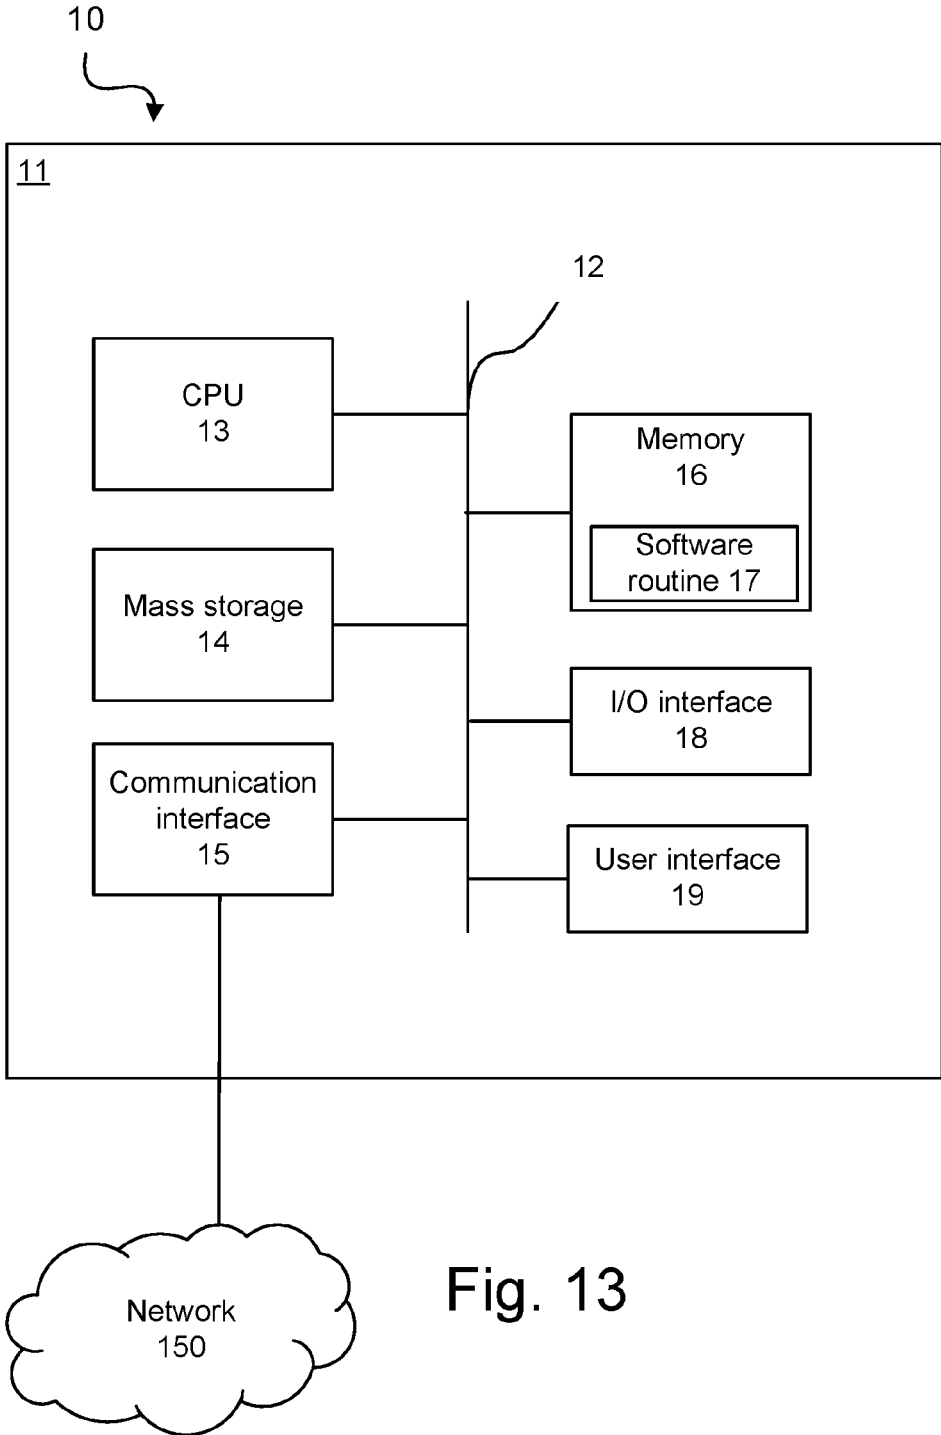 10
11
12
CPU
13
Memory
16
Software
routine 17
Mass storage
14
I/O interface
18
Communication
interface
15
User interface
19
Network
150
Fig. 13